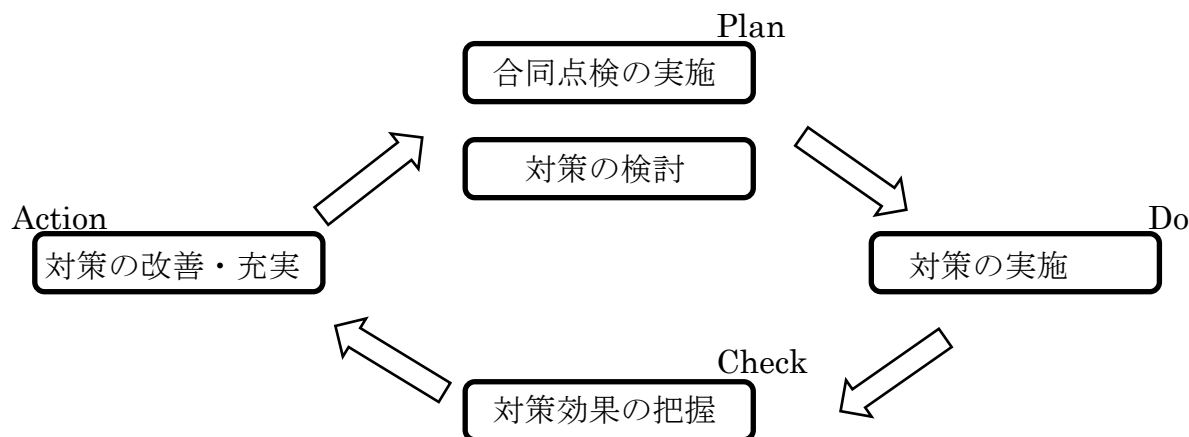 Plan
合同点検の実施
対策の検討
Action
対策の改善・充実
Do
対策の実施
Check
対策効果の把握